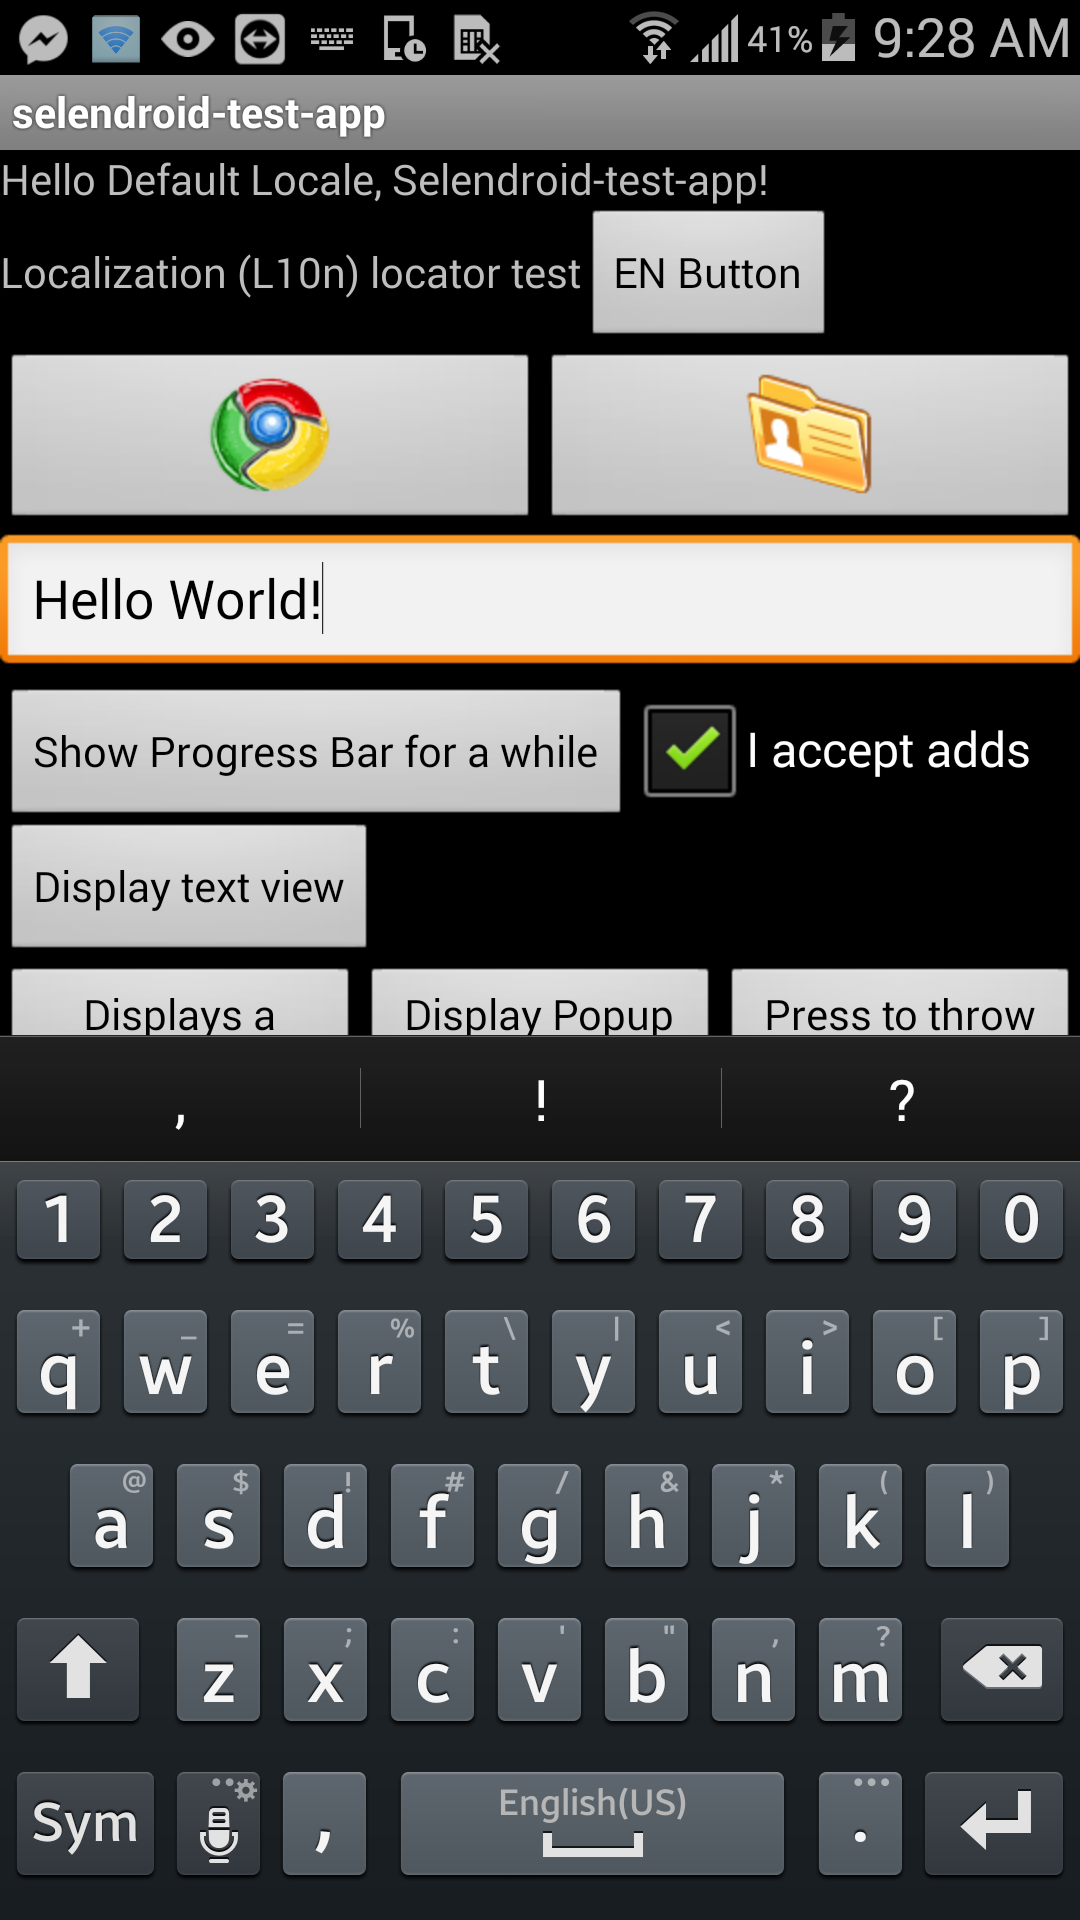 41% 9:28 AM
selendroid-test-app
Hello Default Locale, Selendroid-test-app!
Localization (L10n) locator test EN Button
Hello World!
Show Progress Bar for a while I accept adds
Display text view
Displays a Display Popup Press to throw
, ! ?
1 2 3 4 5 6 7 8 9 0
+ _ = % \ | < > [ ]
q w e r t y u i o p
@ $ ! # / & * ( )
a s d f g h j k l
- ; : ' " , ?
z x c v b n m
Sym , English(US) .